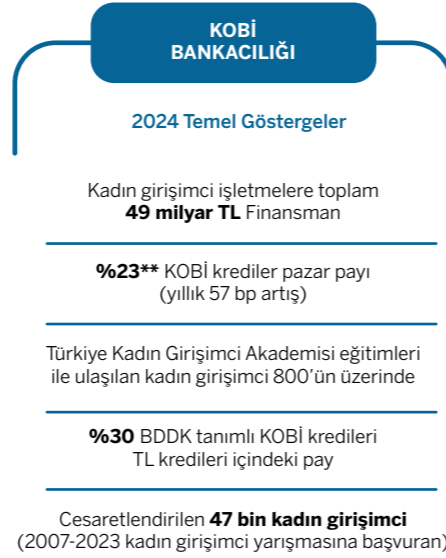 KOBİ
BANKACILIĞI
2024 Temel Göstergeler
Kadın girişimci işletmelere toplam
49 milyar TL Finansman
%23** KOBİ krediler pazar payı
(yıllık 57 bp artış)
Türkiye Kadın Girişimci Akademisi eğitimleri
ile ulaşılan kadın girişimci 800’ün üzerinde
%30 BDDK tanımlı KOBİ kredileri
TL kredileri içindeki pay
Cesaretlendirilen 47 bin kadın girişimci
(2007-2023 kadın girişimci yarışmasına başvuran)